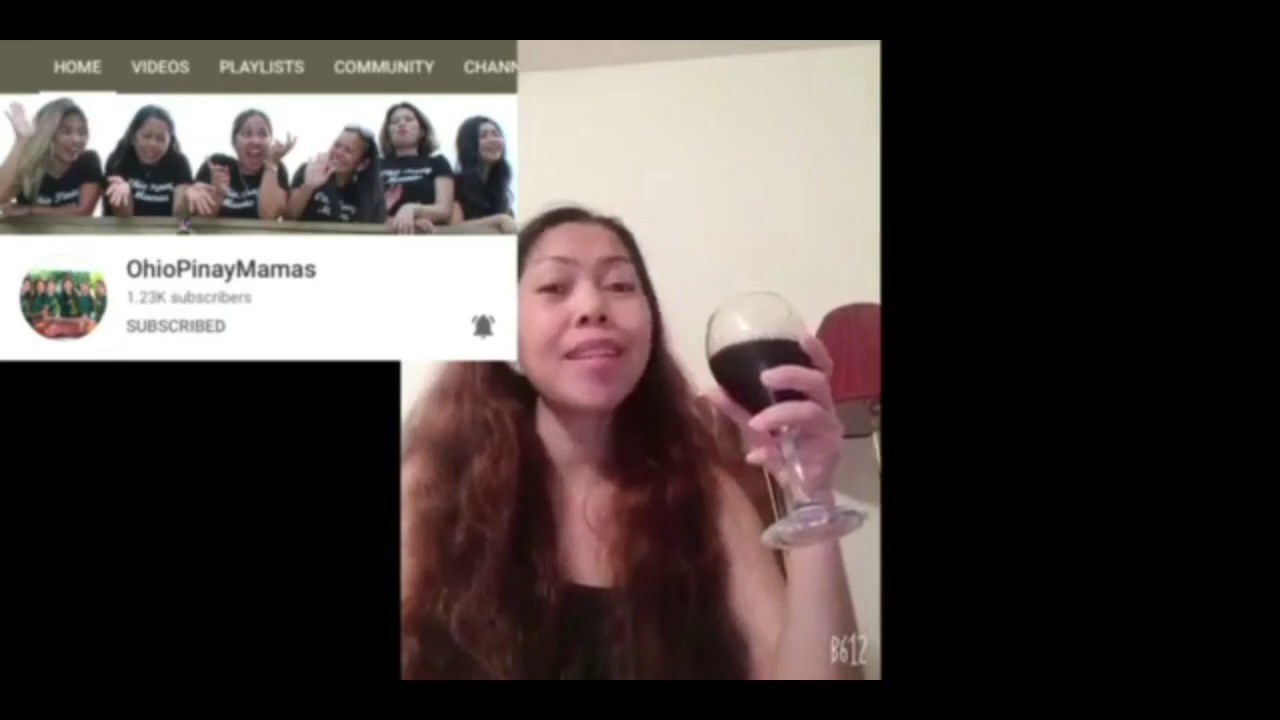 HOME VIDEOS PLAYLISTS COMMUNITY CHANN
OhioPinayMamas
1.23K subscribers
SUBSCRIBED
B612